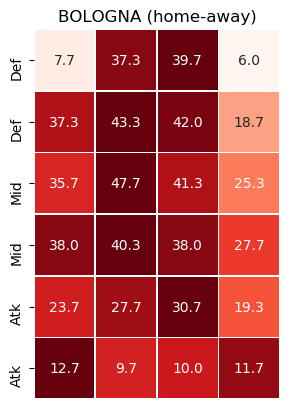 BOLOGNA (home-away)
Def 7.7 37.3 39.7 6.0
Def 37.3 43.3 42.0 18.7
Mid 35.7 47.7 41.3 25.3
Mid 38.0 40.3 38.0 27.7
Atk 23.7 27.7 30.7 19.3
Atk 12.7 9.7 10.0 11.7